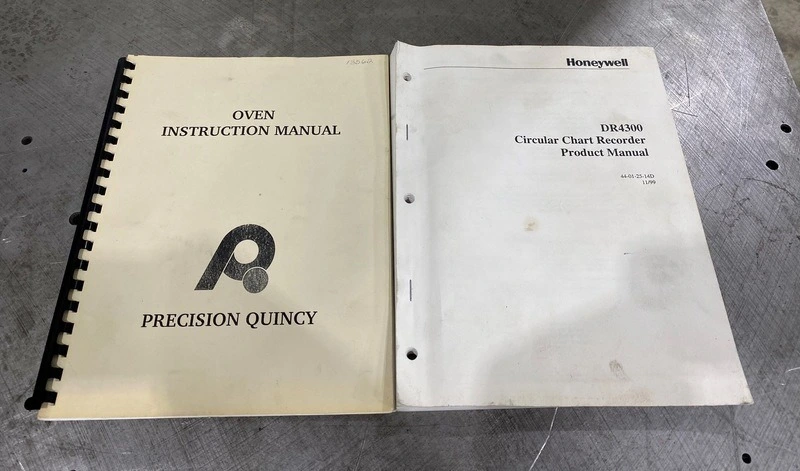 OVEN
INSTRUCTION MANUAL
PRECISION QUINCY
Honeywell
DR4300
Circular Chart Recorder
Product Manual
44-01-25-14D
11/99